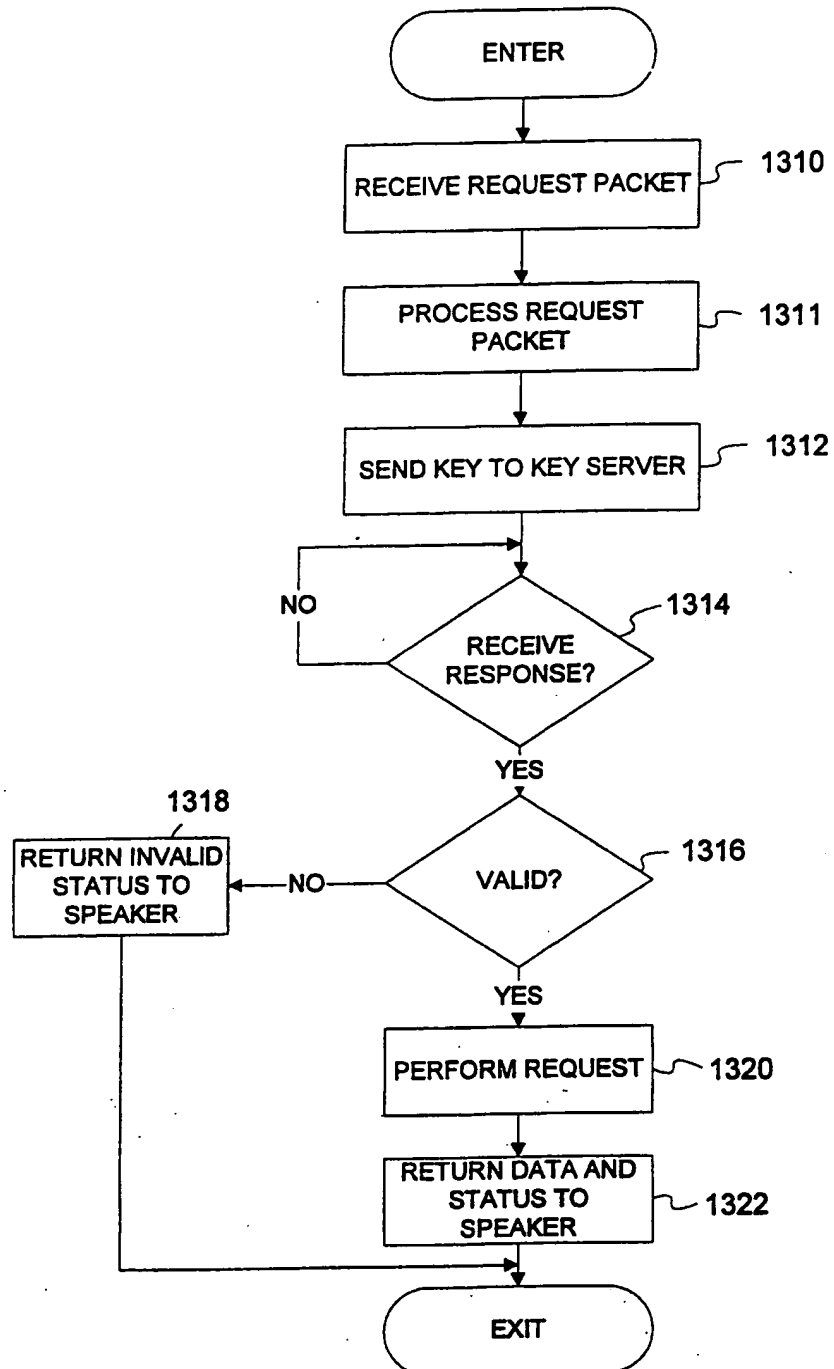 ENTER
RECEIVE REQUEST PACKET
1310
PROCESS REQUEST
PACKET
1311
SEND KEY TO KEY SERVER
1312
NO
RECEIVE
RESPONSE?
1314
YES
1318
RETURN INVALID
STATUS TO
SPEAKER
NO
VALID?
1316
YES
PERFORM REQUEST
1320
RETURN DATA AND
STATUS TO
SPEAKER
1322
EXIT